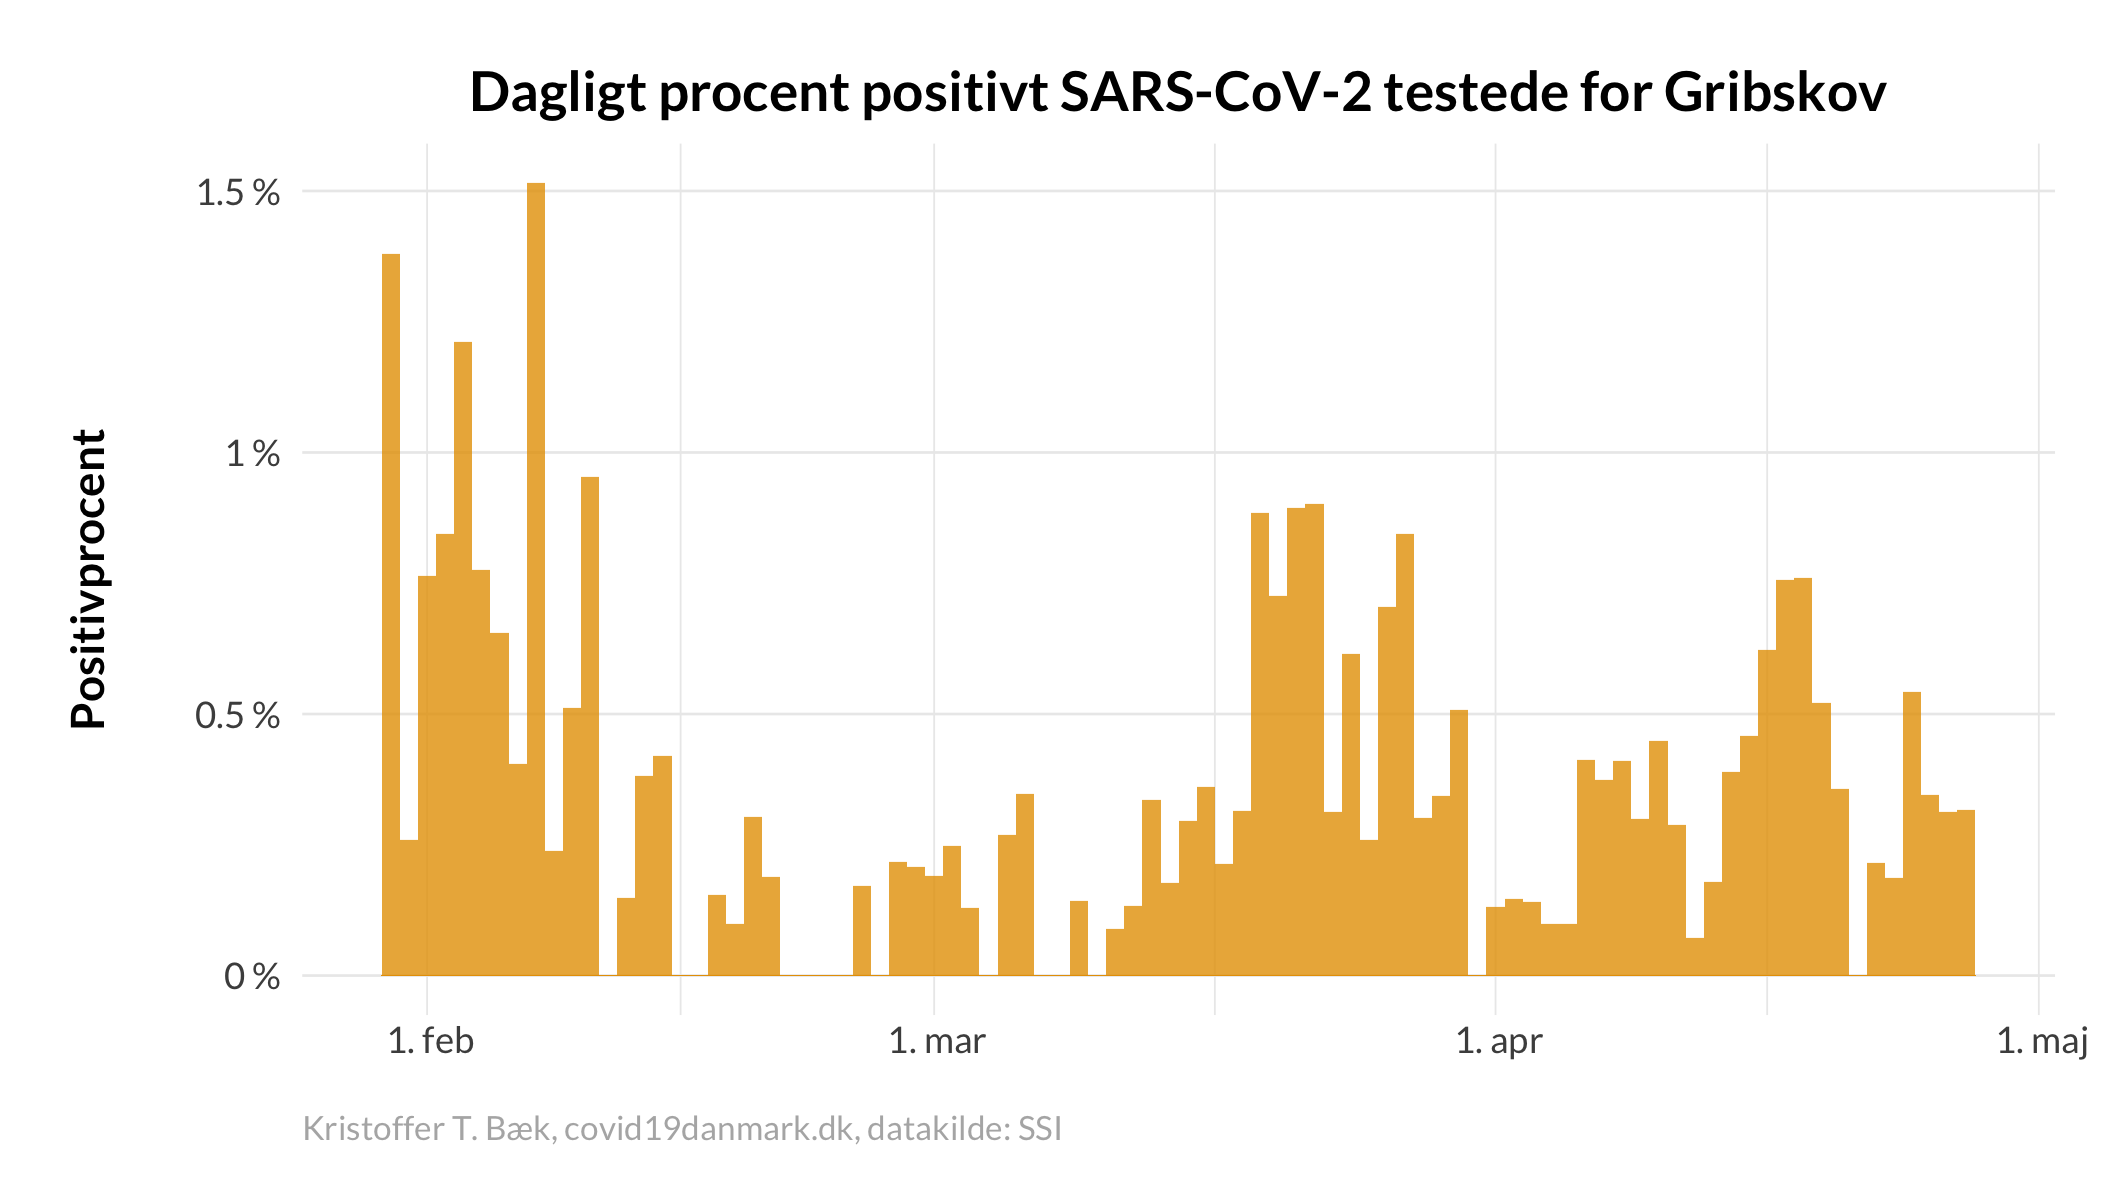 Dagligt procent positivt SARS-CoV-2 testede for Gribskov
Positivprocent
1.5 %
1 %
0.5 %
0 %
1. feb
1. mar
1. apr
1. maj
Kristoffer T. Bæk, covid19danmark.dk, datakilde: SSI